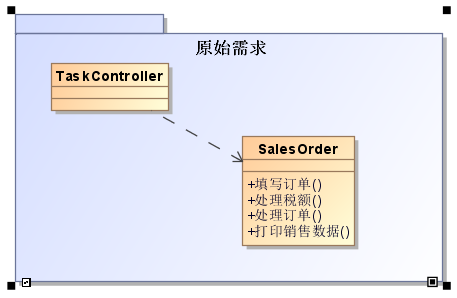 原始需求
TaskController
SalesOrder
+填写订单()
+处理税额()
+处理订单()
+打印销售数据()